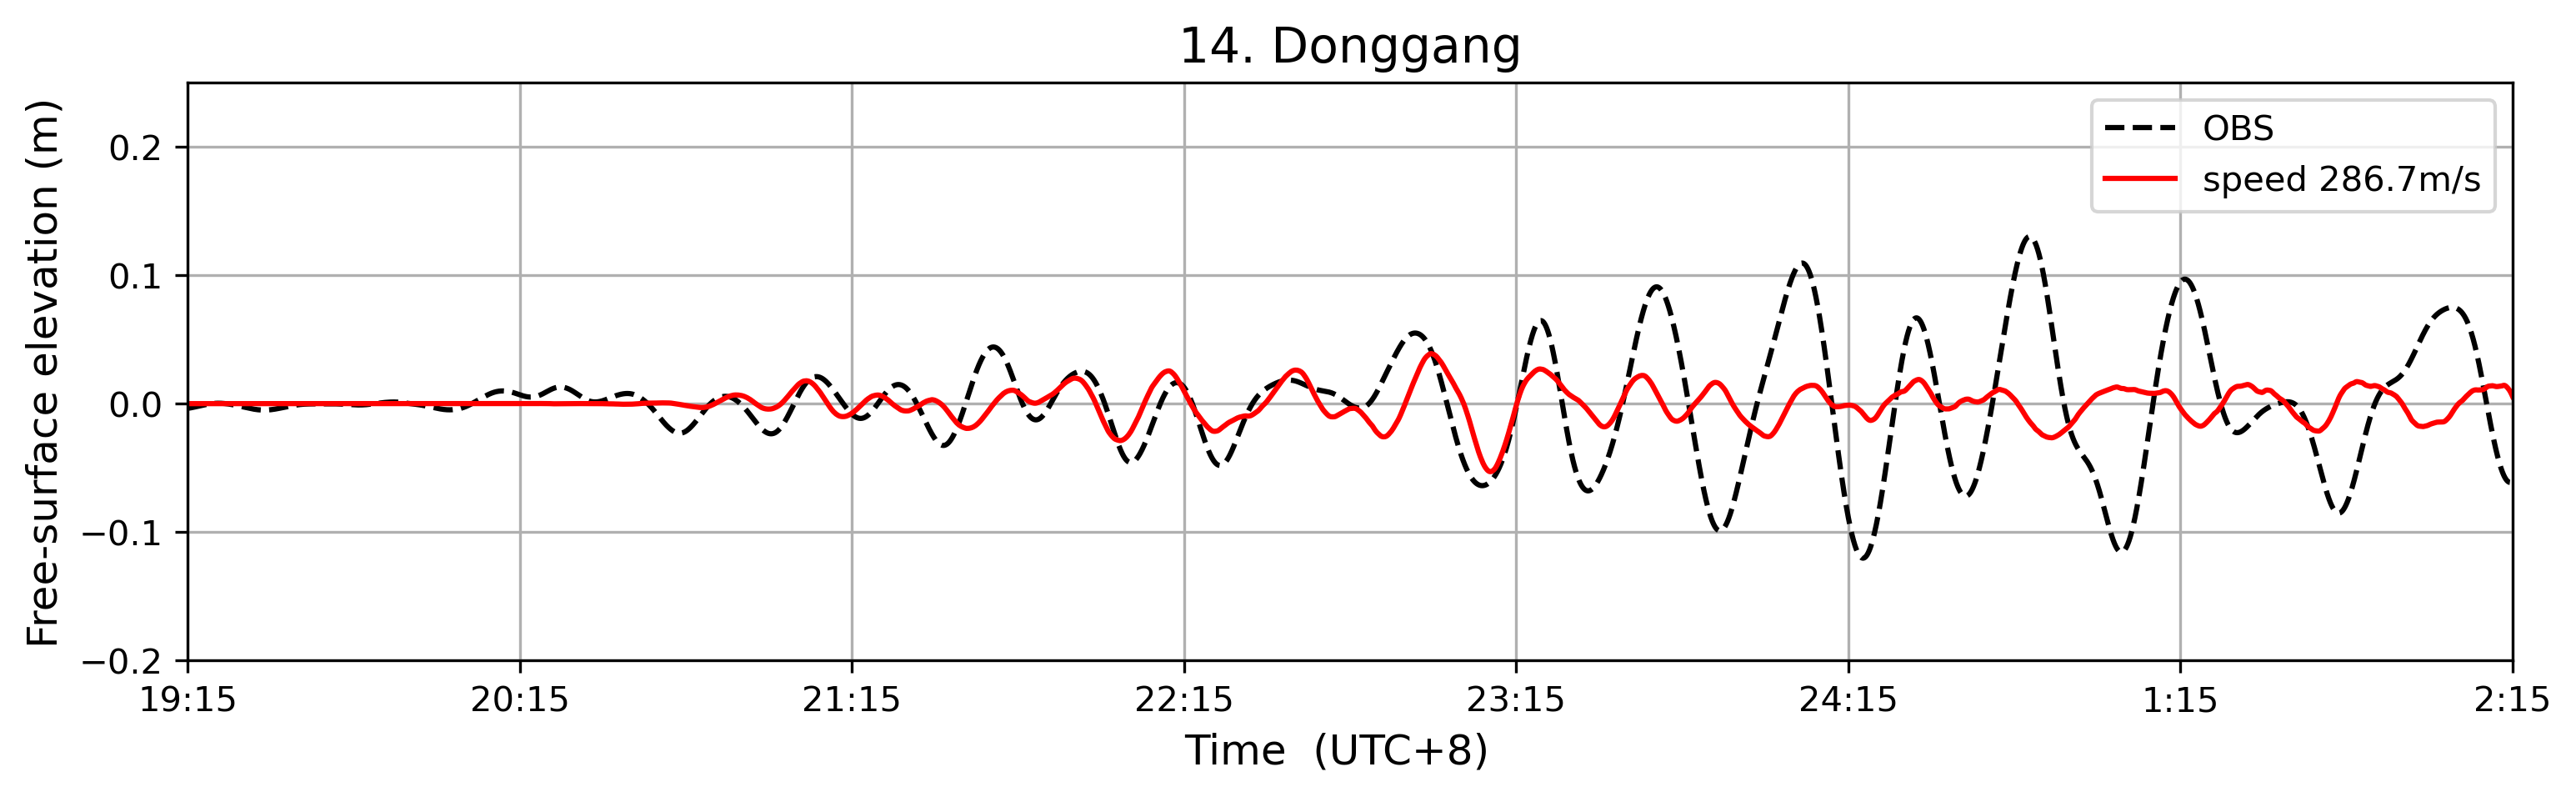 14. Donggang
Free-surface elevation (m)
0.2
0.1
0.0
−0.1
−0.2
OBS
speed 286.7m/s
19:15 20:15 21:15 22:15 23:15 24:15 1:15 2:15
Time  (UTC+8)